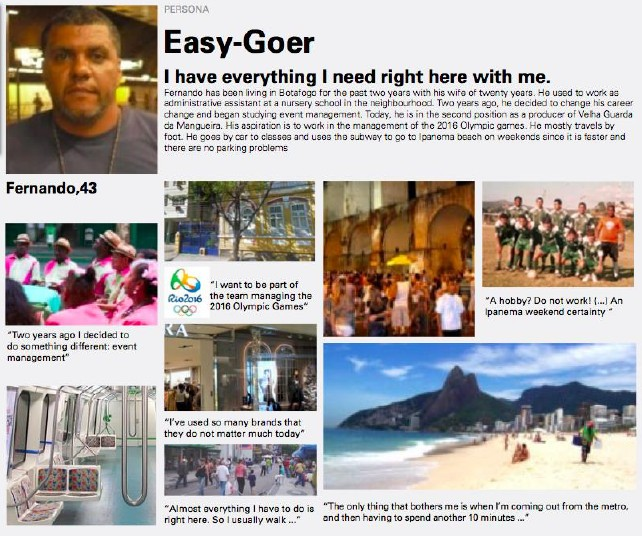 PERSONA
Easy-Goer
I have everything I need right here with me.
Fernando has been living in Botafogo for the past two years with his wife of twenty years. He used to work as
administrative assistant at a nursery school in the neighbourhood. Two years ago, he decided to change his career
change and began studying event management. Today, he is in the second position as a producer of Velha Guarda
da Mangueira. His aspiration is to work in the management of the 2016 Olympic games. He mostly travels by
foot. He goes by car to classes and uses the subway to go to Ipanema beach on weekends since it is faster and
there are no parking problems
Fernando,43
"Two years ago I decided to
do something different: event
management"
Rio2016
"I want to be part of
the team managing the
2016 Olympic Games"
RA
"I've used so many brands that
they do not matter much today"
"Almost everything I have to do is
right here. So I usually walk ..."
"A hobby? Do not work! (...) An
Ipanema weekend certainty "
"The only thing that bothers me is when I'm coming out from the metro,
and then having to spend another 10 minutes ..."